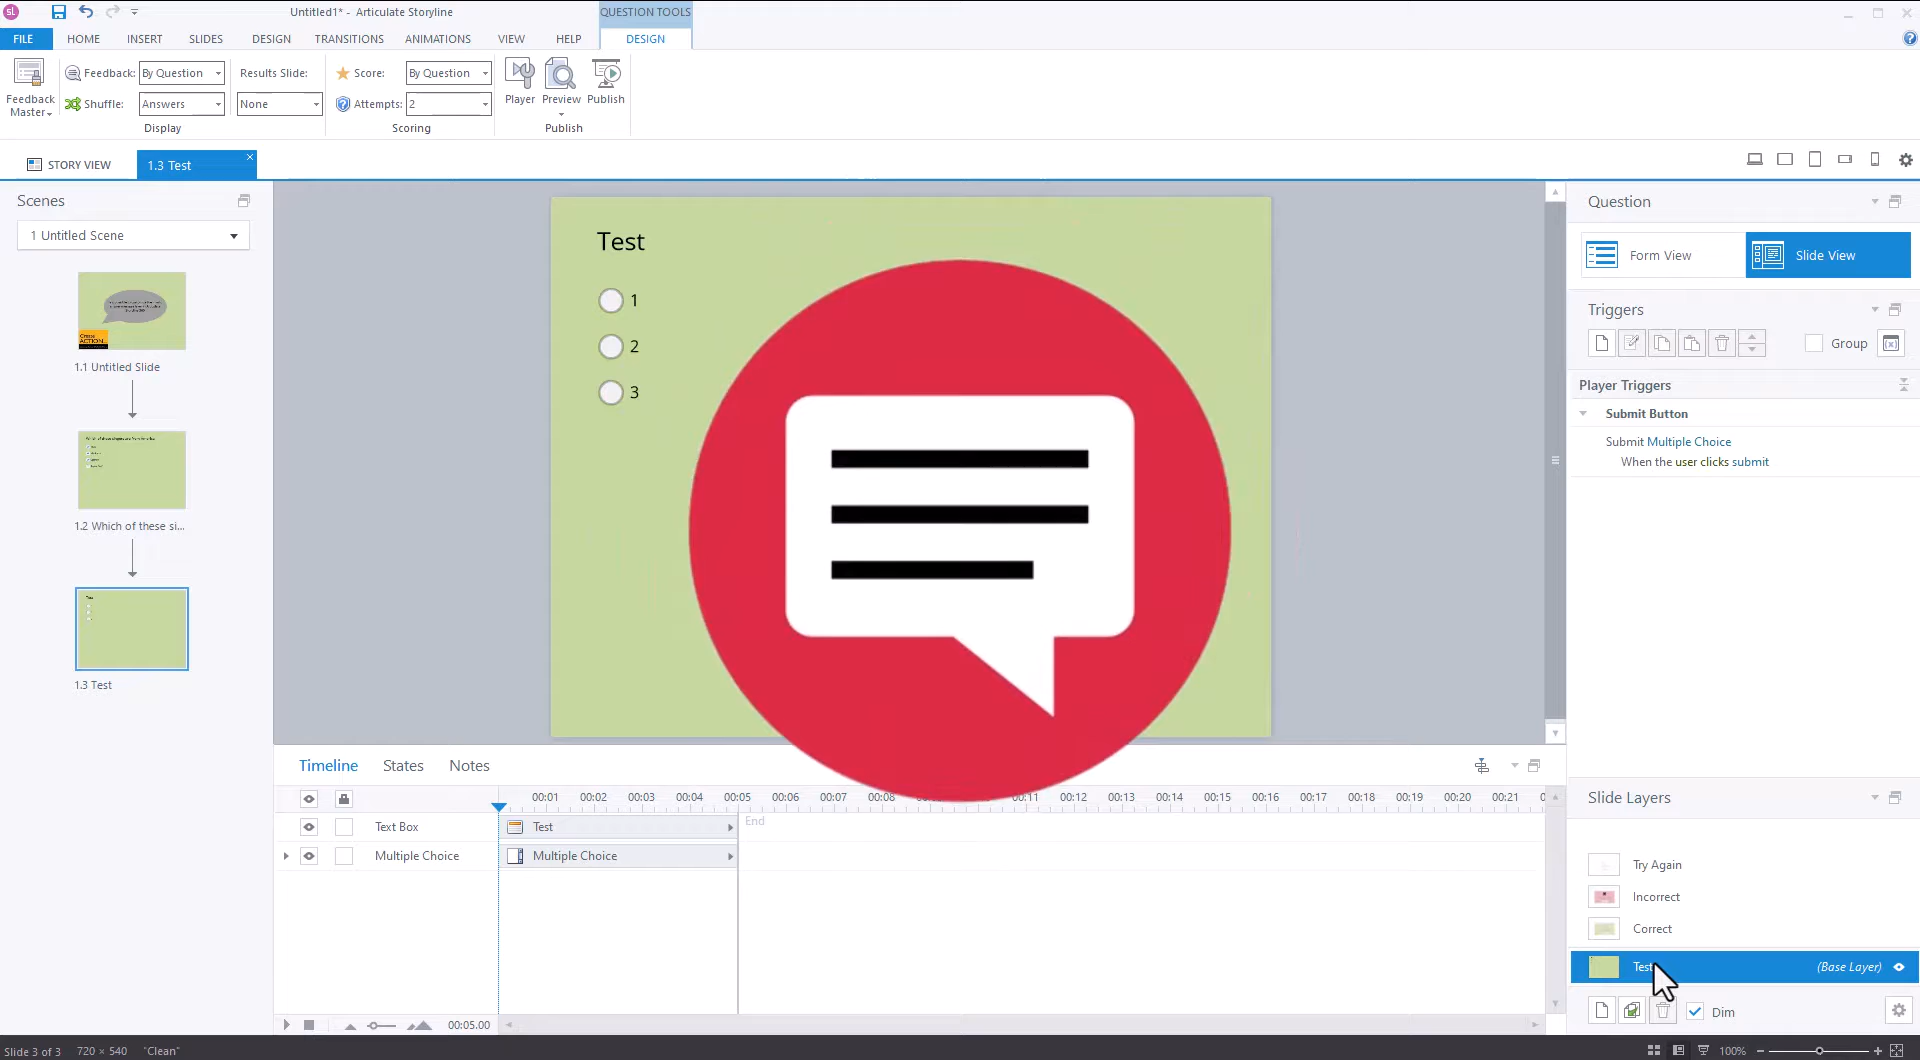 Untitled1* - Articulate Storyline
QUESTION TOOLS
FILE HOME INSERT SLIDES DESIGN TRANSITIONS ANIMATIONS VIEW HELP DESIGN
Feedback Master
Feedback: By Question
Shuffle: Answers
Display
Results Slide:
None
Score: By Question
Attempts: 2
Scoring
Player
Preview
Publish
Publish
STORY VIEW
1.3 Test
Scenes
1 Untitled Scene
1.1 Untitled Slide
1.2 Which of these si...
1.3 Test
Test
1
2
3
Question
Form View
Slide View
Triggers
Group
Player Triggers
Submit Button
Submit Multiple Choice
When the user clicks submit
Timeline States Notes
00:01 00:02 00:03 00:04 00:05 00:06 00:07 00:08 00:11 00:12 00:13 00:14 00:15 00:16 00:17 00:18 00:19 00:20 00:21
Text Box Test End
Multiple Choice Multiple Choice
00:05.00
Slide Layers
Try Again
Incorrect
Correct
Test (Base Layer)
Dim
Slide 3 of 3 720 × 540 "Clean"
100%